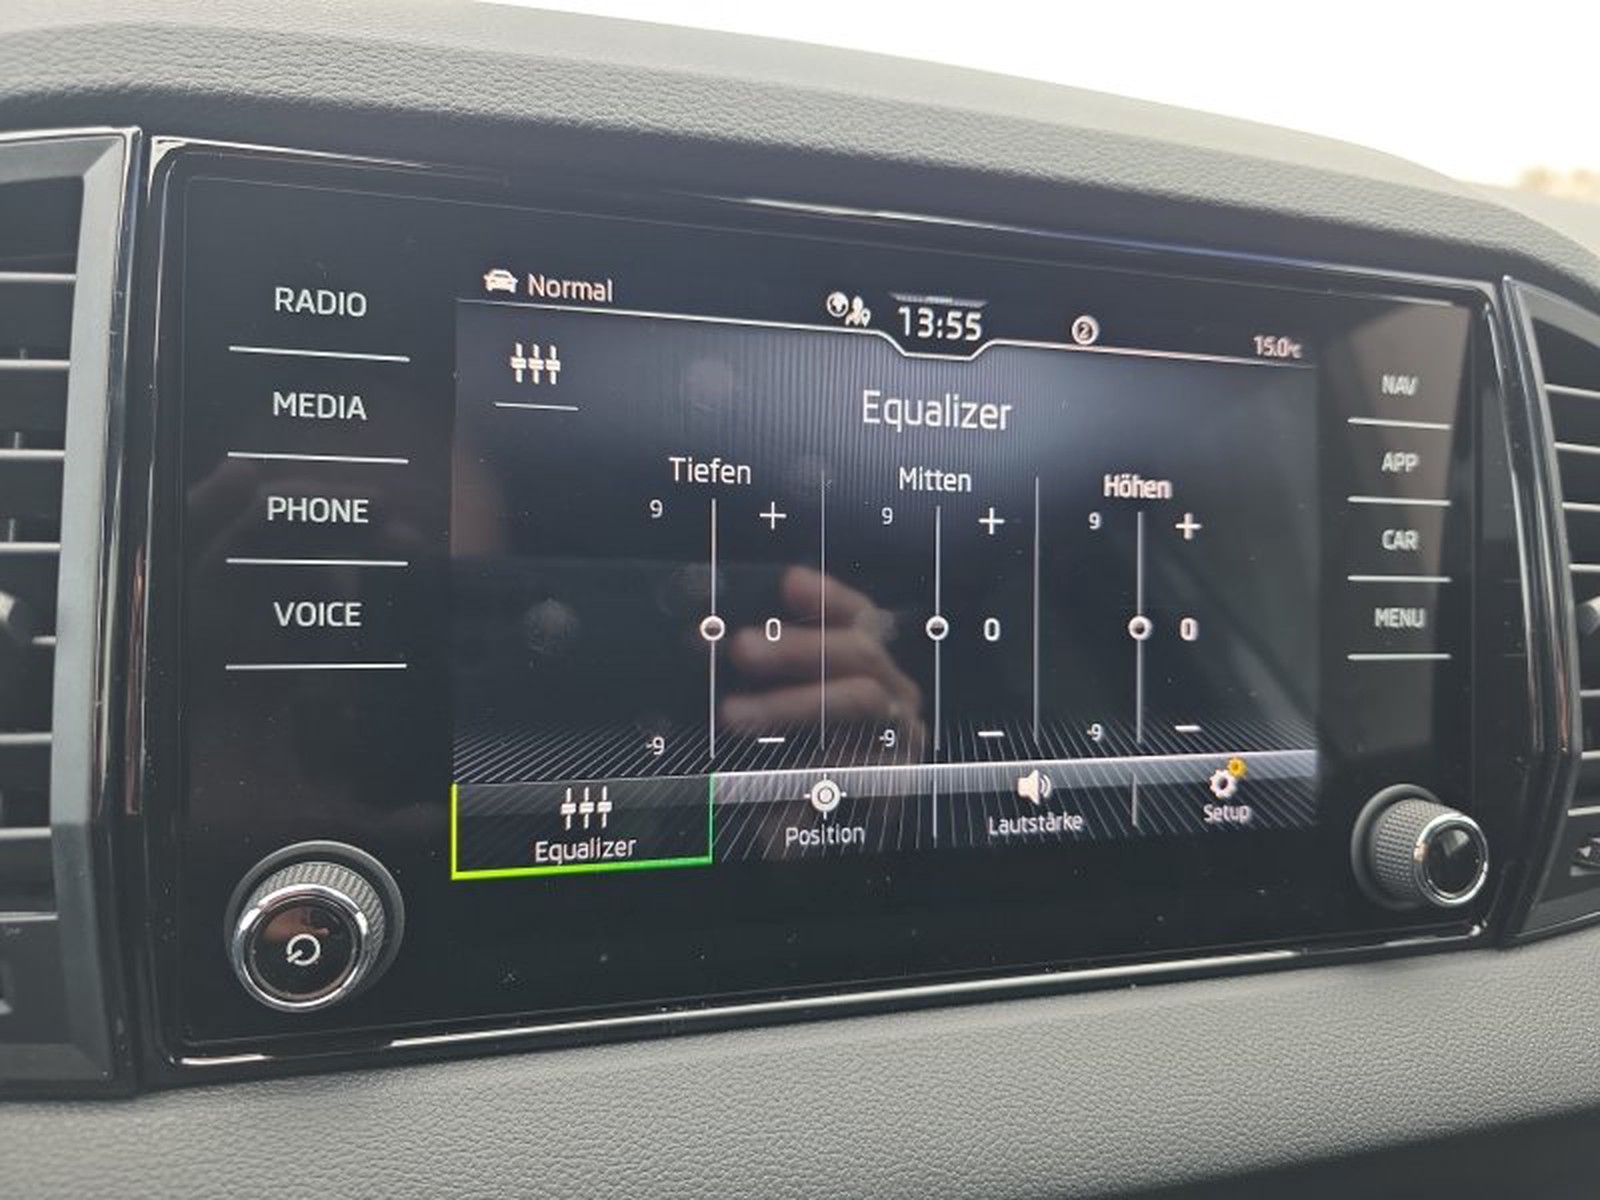 Normal
13:55
2
15.0°C
RADIO
MEDIA
PHONE
VOICE
NAV
APP
CAR
MENU
Equalizer
Tiefen
Mitten
Höhen
9 +
9 +
9 +
0
0
0
-9 −
-9 −
-9 −
Equalizer
Position
Lautstärke
Setup